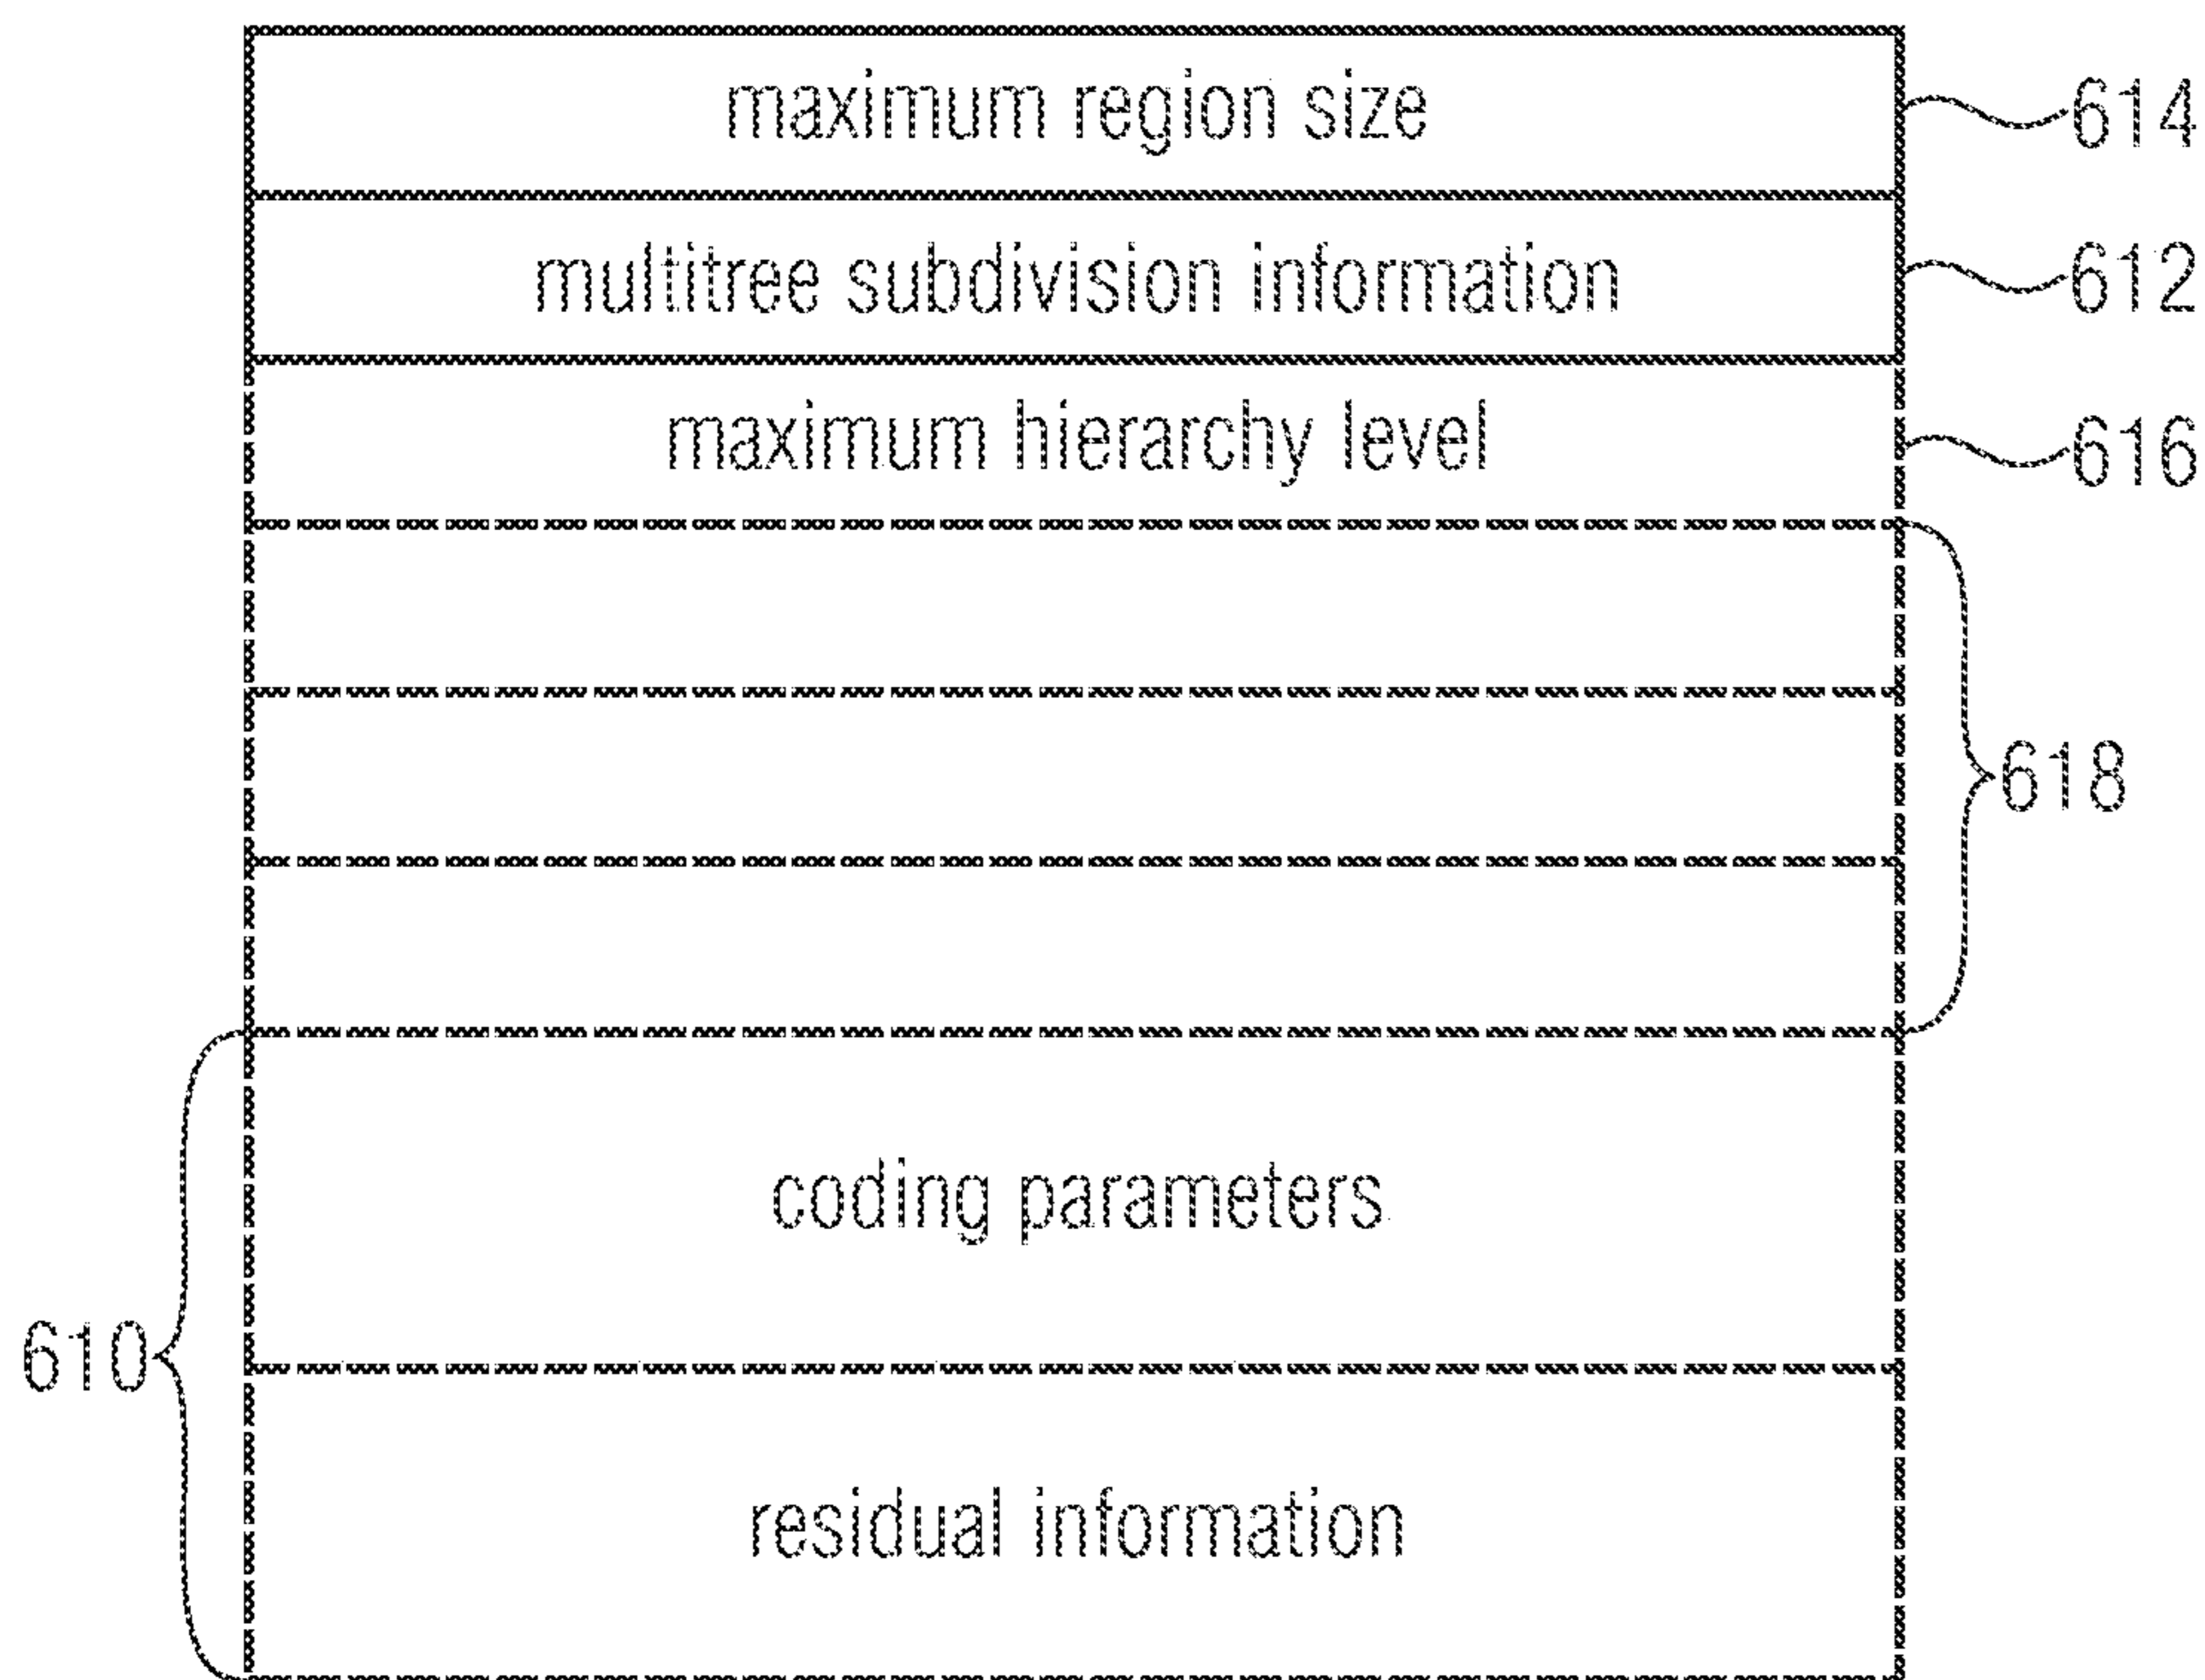 maximum region size 614
multitree subdivision information 612
maximum hierarchy level 616
618
coding parameters
610
residual information